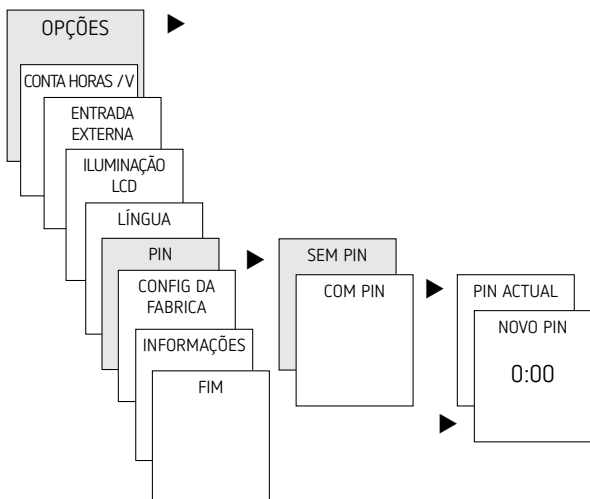 OPÇÕES
CONTA HORAS / V
ENTRADA
EXTERNA
ILUMINAÇÃO
LCD
LÍNGUA
PIN
CONFIG DA
FABRICA
INFORMAÇÕES
FIM
SEM PIN
COM PIN
PIN ACTUAL
NOVO PIN
0:00